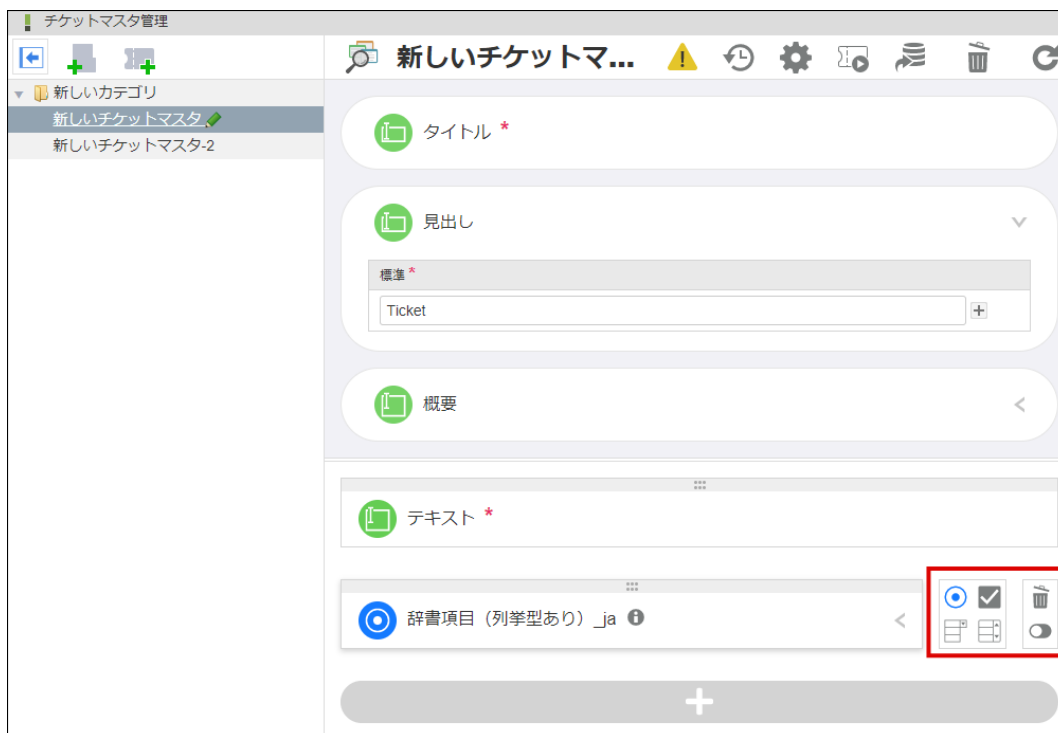 チケットマスタ管理
新しいチケットマ...
新しいカテゴリ
新しいチケットマスタ
新しいチケットマスタ-2
タイトル *
見出し
標準 *
Ticket
概要
テキスト *
辞書項目（列挙型あり）_ja